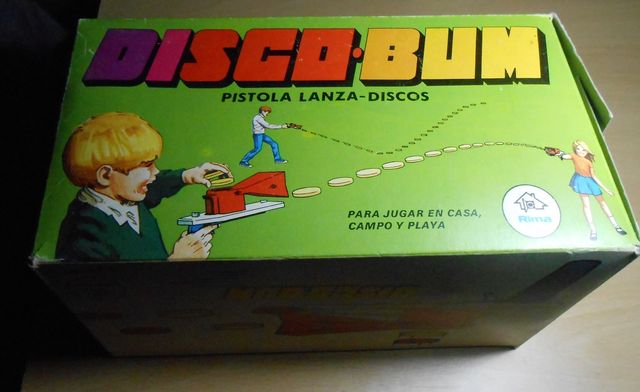 DISCO·BUM
PISTOLA LANZA-DISCOS
PARA JUGAR EN CASA,
CAMPO Y PLAYA
Rima